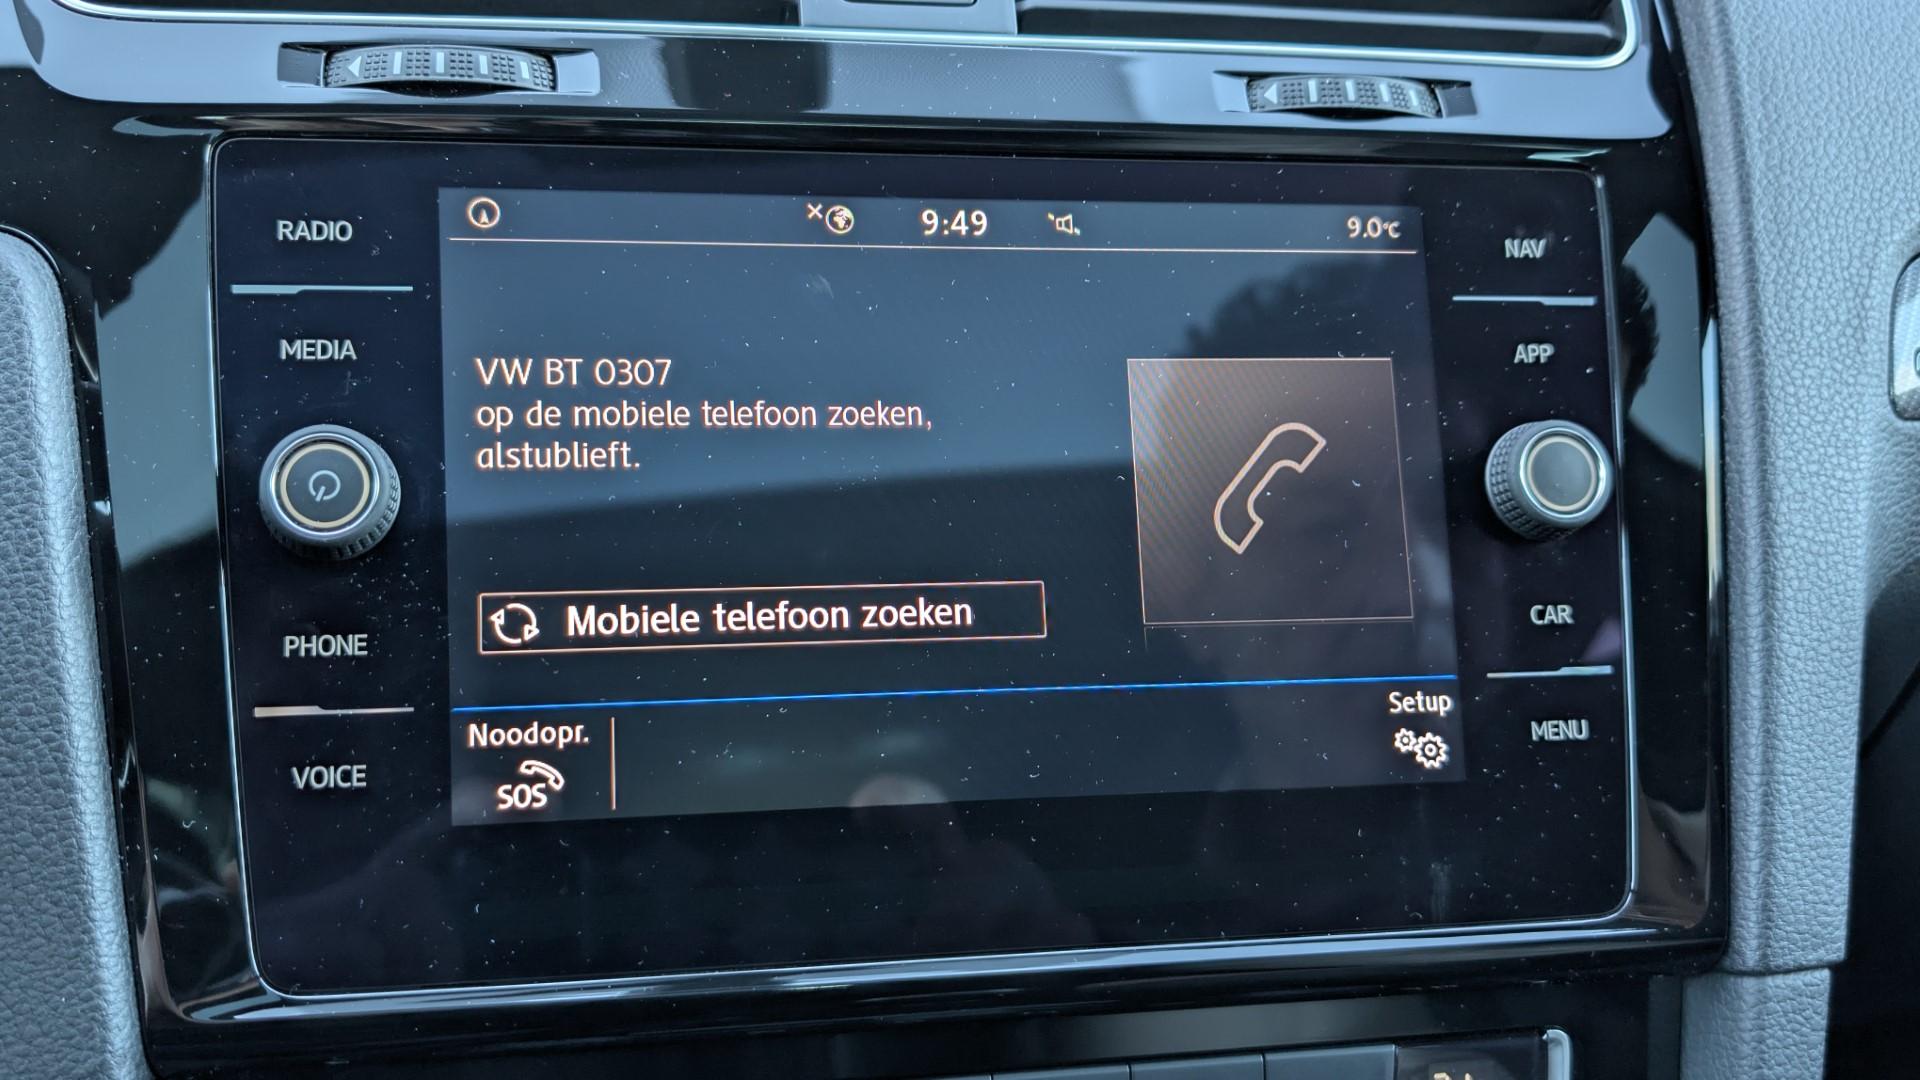 RADIO
MEDIA
PHONE
VOICE
9:49
9.0°C
VW BT 0307
op de mobiele telefoon zoeken,
alstublieft.
Mobiele telefoon zoeken
Noodopr.
SOS
Setup
NAV
APP
CAR
MENU